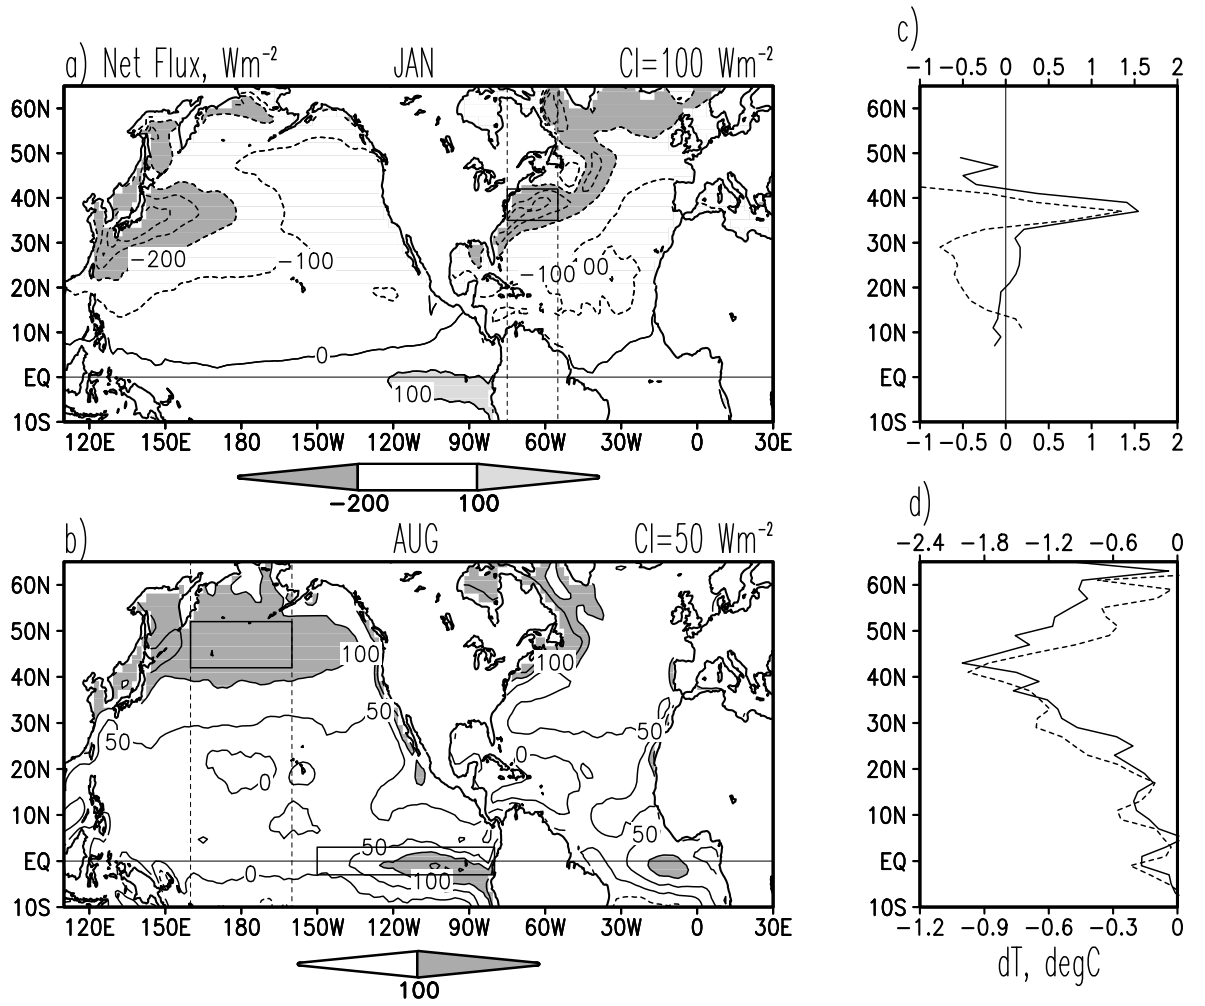 c)
a) Net Flux, Wm⁻² JAN CI=100 Wm⁻²
-1 -0.5 0 0.5 1 1.5 2
60N
50N
40N
30N
20N
10N
EQ
10S
-200
-100
-100
00
0
100
120E 150E 180 150W 120W 90W 60W 30W 0 30E
-200 100
60N
50N
40N
30N
20N
10N
EQ
10S
-1 -0.5 0 0.5 1 1.5 2
d)
b) AUG CI=50 Wm⁻²
-2.4 -1.8 -1.2 -0.6 0
60N
50N
40N
30N
20N
10N
EQ
10S
100
100
50
50
50
0
0
50
50
0
100
120E 150E 180 150W 120W 90W 60W 30W 0 30E
100
60N
50N
40N
30N
20N
10N
EQ
10S
-1.2 -0.9 -0.6 -0.3 0
dT, degC